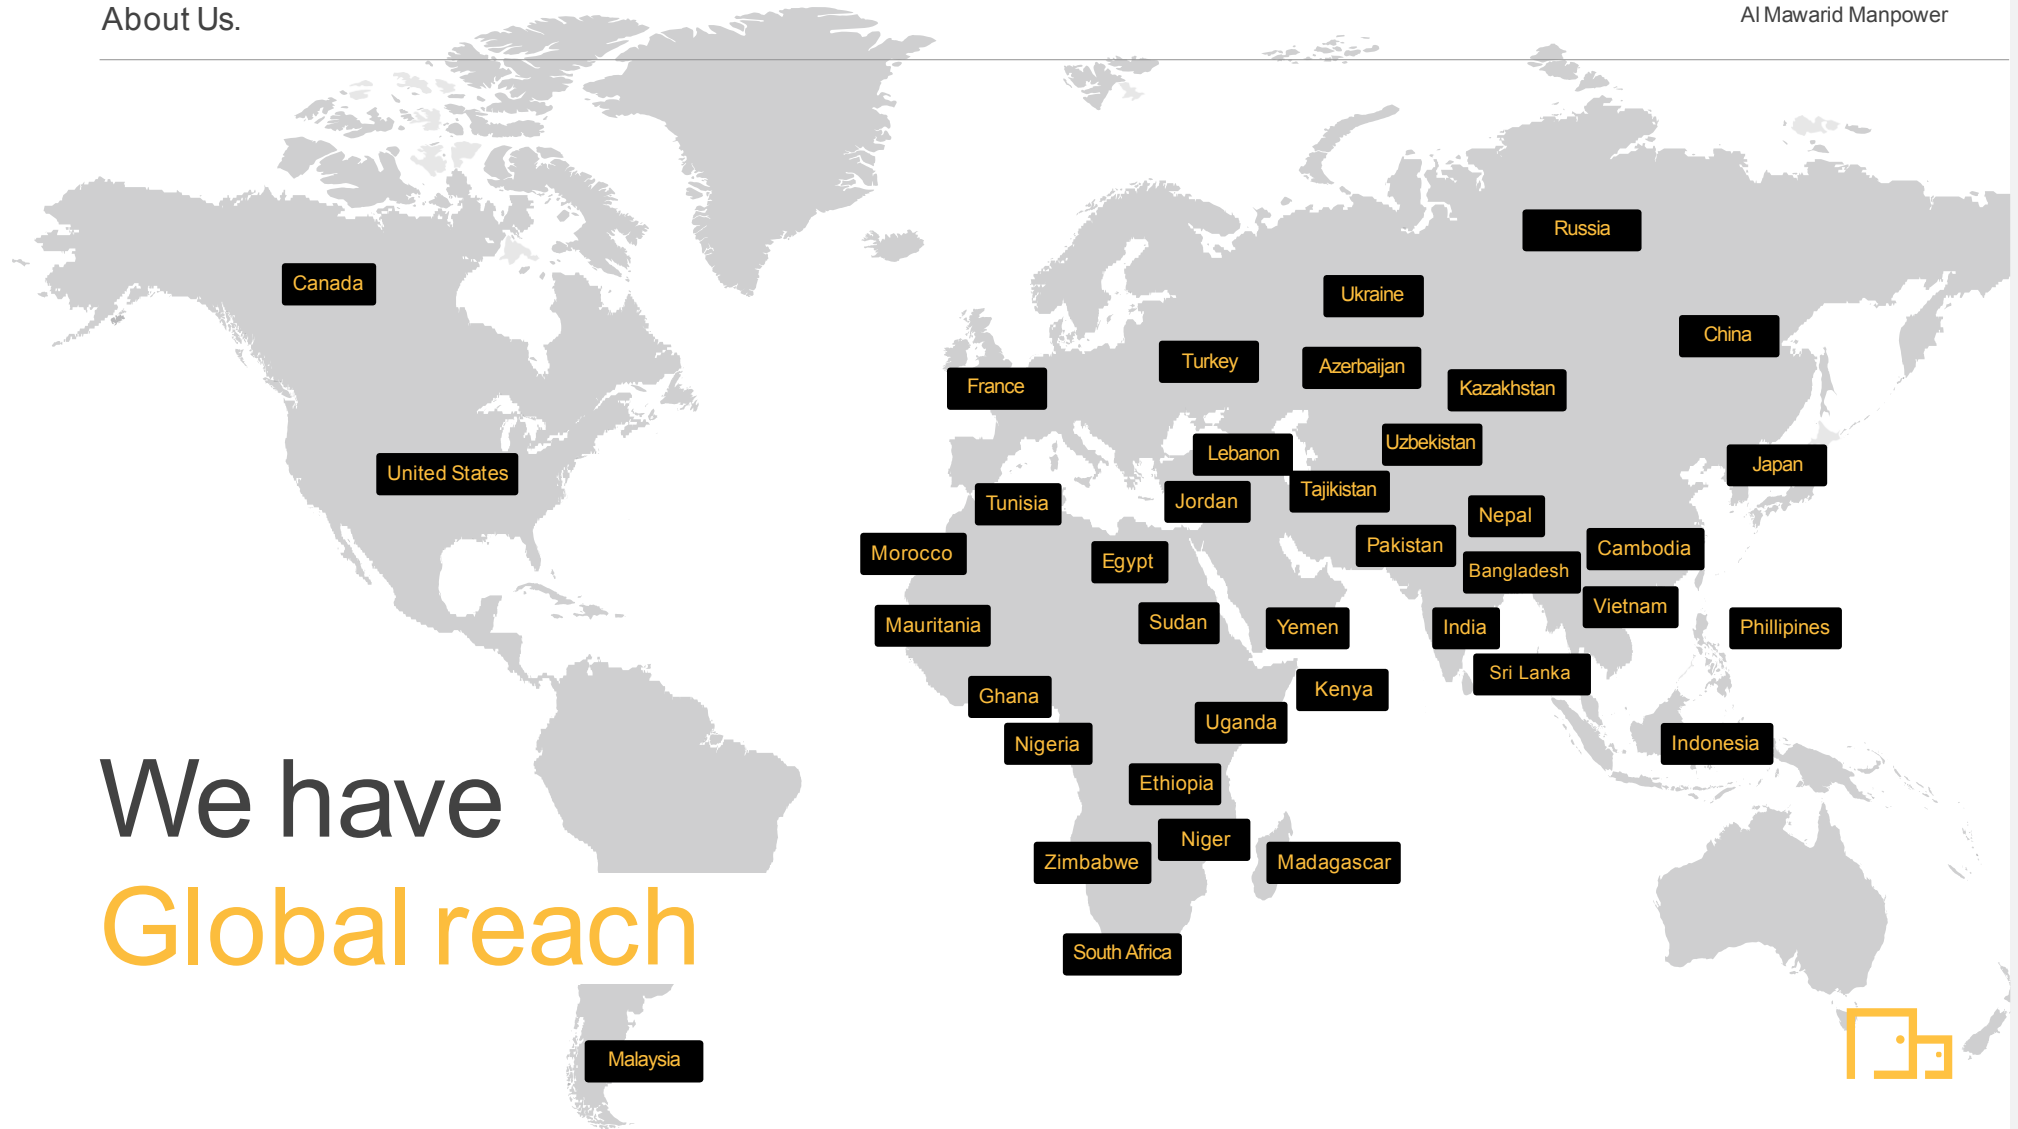 About Us.
Al Mawarid Manpower
Russia
Canada
Ukraine
China
Turkey
Azerbaijan
France
Kazakhstan
Uzbekistan
Lebanon
Japan
United States
Tajikistan
Tunisia
Jordan
Nepal
Pakistan
Cambodia
Morocco
Egypt
Bangladesh
Vietnam
Mauritania
Sudan
Yemen
India
Phillipines
Sri Lanka
Ghana
Kenya
Uganda
Nigeria
Indonesia
Ethiopia
Niger
Zimbabwe
Madagascar
We have
Global reach
South Africa
Malaysia